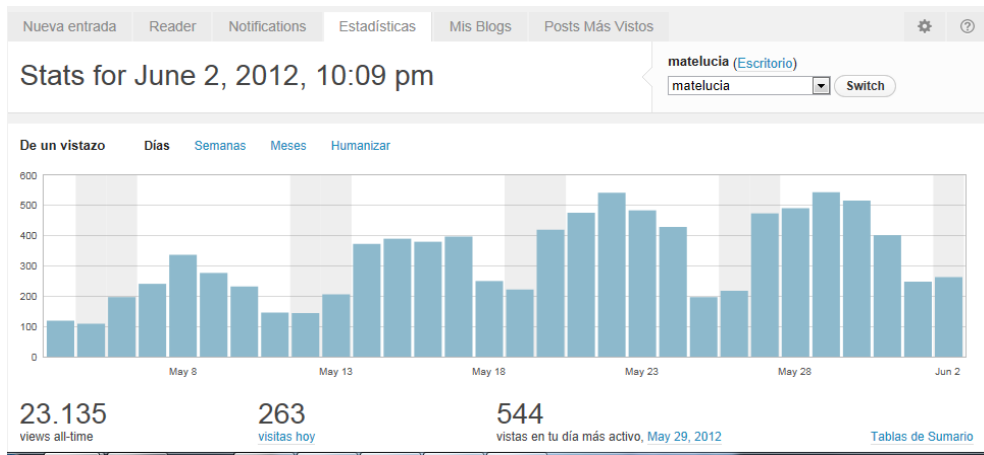 Nueva entrada Reader Notifications Estadísticas Mis Blogs Posts Más Vistos
Stats for June 2, 2012, 10:09 pm
matelucia (Escritorio)
matelucia Switch
De un vistazo Días Semanas Meses Humanizar
600
500
400
300
200
100
0
May 8 May 13 May 18 May 23 May 28 Jun 2
23.135 263 544
views all-time visitas hoy vistas en tu día más activo, May 29, 2012 Tablas de Sumario